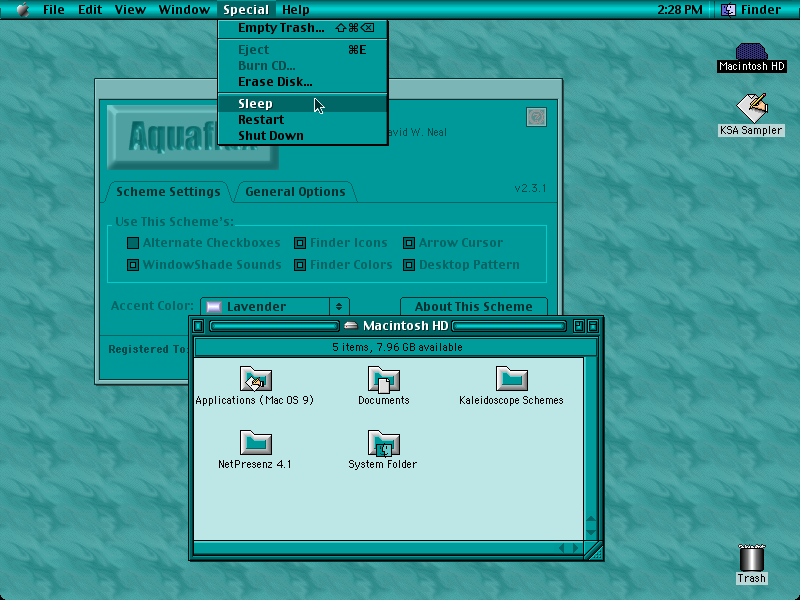 File Edit View Window Special Help 2:28 PM Finder
Empty Trash... ⇧⌘⌫
Eject ⌘E
Burn CD...
Erase Disk...
Sleep
Restart
Shut Down
Macintosh HD
KSA Sampler
David W. Neal
Scheme Settings General Options v2.3.1
Use This Scheme's:
Alternate Checkboxes Finder Icons Arrow Cursor
WindowShade Sounds Finder Colors Desktop Pattern
Accent Color: Lavender About This Scheme
Registered To:
Macintosh HD
5 items, 7.96 GB available
Applications (Mac OS 9) Documents Kaleidoscope Schemes
NetPresenz 4.1 System Folder
Trash